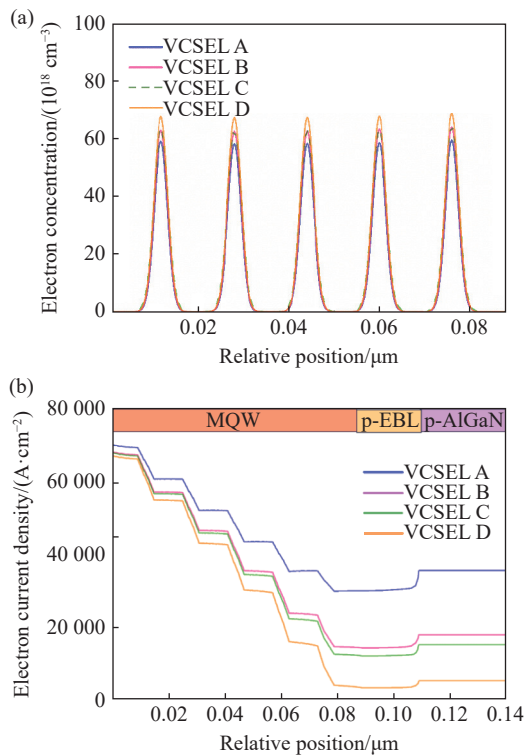 (a)
100
80
60
40
20
0
Electron concentration/(10¹⁸ cm⁻³)
VCSEL A
VCSEL B
VCSEL C
VCSEL D
0.02 0.04 0.06 0.08
Relative position/μm
(b)
80 000
60 000
40 000
20 000
0
Electron current density/(A·cm⁻²)
MQW p-EBL p-AlGaN
VCSEL A
VCSEL B
VCSEL C
VCSEL D
0.02 0.04 0.06 0.08 0.10 0.12 0.14
Relative position/μm